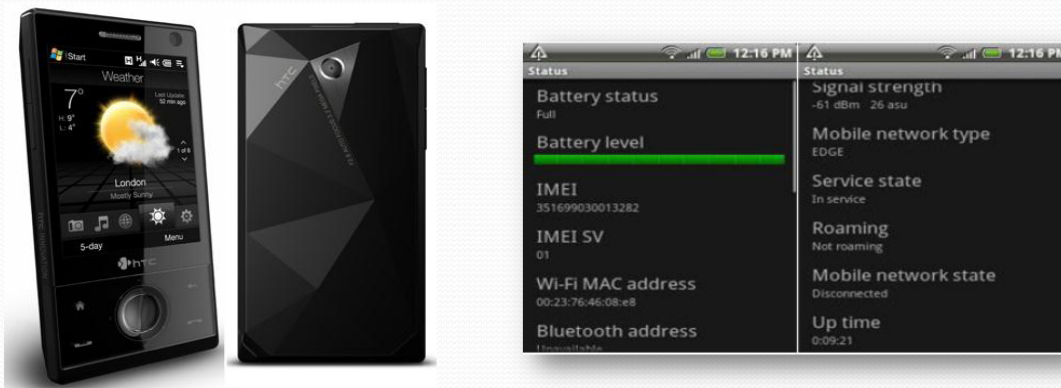 Start
Weather
7°
H: 9°
L: 4°
Last Update:
52 min ago
1 of 6
London
Mostly Sunny
5-day
Menu
htc
htc innovation
htc
12:16 PM
Status
Battery status
Full
Battery level
IMEI
351699030013282
IMEI SV
01
Wi-Fi MAC address
00:23:76:46:08:e8
Bluetooth address
Unavailable
12:16 PM
Status
Signal strength
-61 dBm 26 asu
Mobile network type
EDGE
Service state
In service
Roaming
Not roaming
Mobile network state
Disconnected
Up time
0:09:21